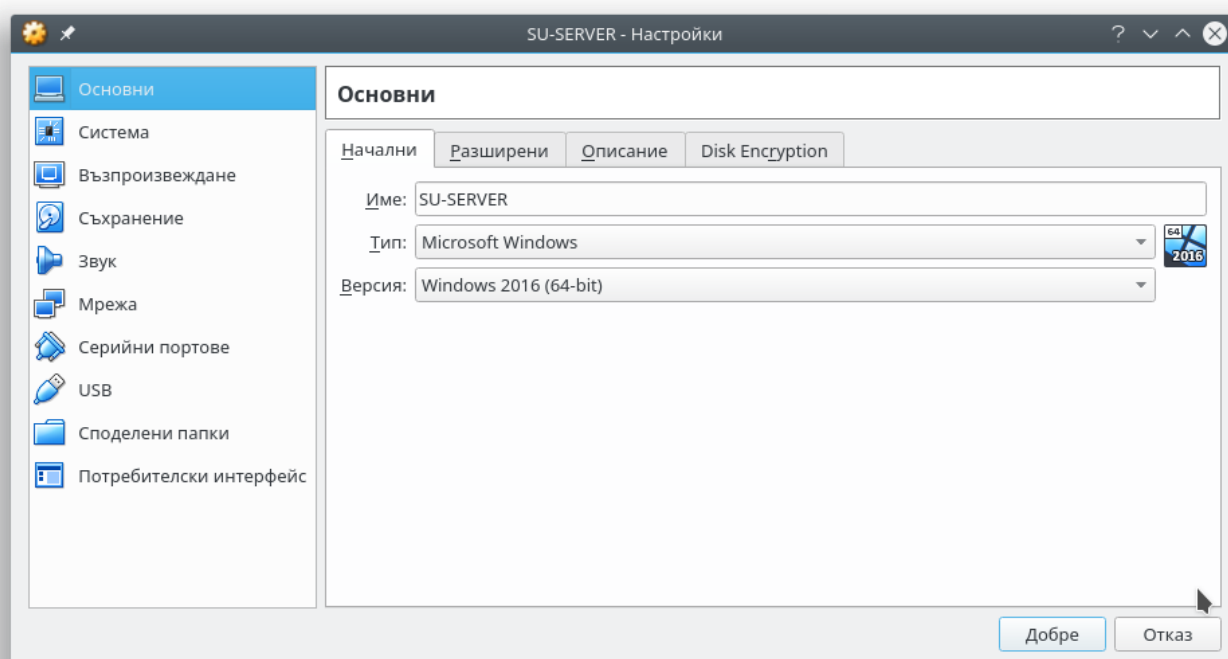 SU-SERVER - Настройки
Основни
Система
Възпроизвеждане
Съхранение
Звук
Мрежа
Серийни портове
USB
Споделени папки
Потребителски интерфейс
Основни
Начални Разширени Описание Disk Encryption
Име: SU-SERVER
Тип: Microsoft Windows
64
2016
Версия: Windows 2016 (64-bit)
Добре Отказ